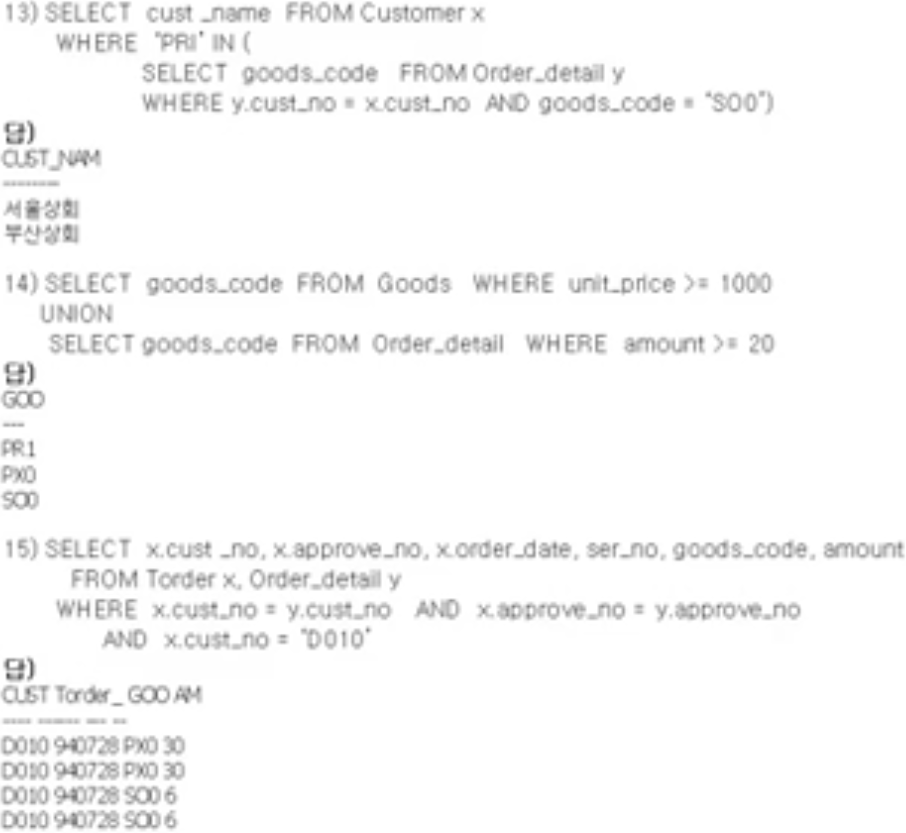 13) SELECT cust _name FROM Customer x
WHERE "PRI" IN (
SELECT goods_code FROM Order_detail y
WHERE y.cust_no = x.cust_no AND goods_code = "SO0")
답)
CUST_NAM
---------
서울상회
부산상회
14) SELECT goods_code FROM Goods WHERE unit_price >= 1000
UNION
SELECT goods_code FROM Order_detail WHERE amount >= 20
답)
GOO
---
PR1
PX0
SO0
15) SELECT x.cust _no, x.approve_no, x.order_date, ser_no, goods_code, amount
FROM Torder x, Order_detail y
WHERE x.cust_no = y.cust_no AND x.approve_no = y.approve_no
AND x.cust_no = "D010"
답)
CUST Torder_ GOO AM
---- ------- --- --
D010 940728 PX0 30
D010 940728 PX0 30
D010 940728 SO0 6
D010 940728 SO0 6